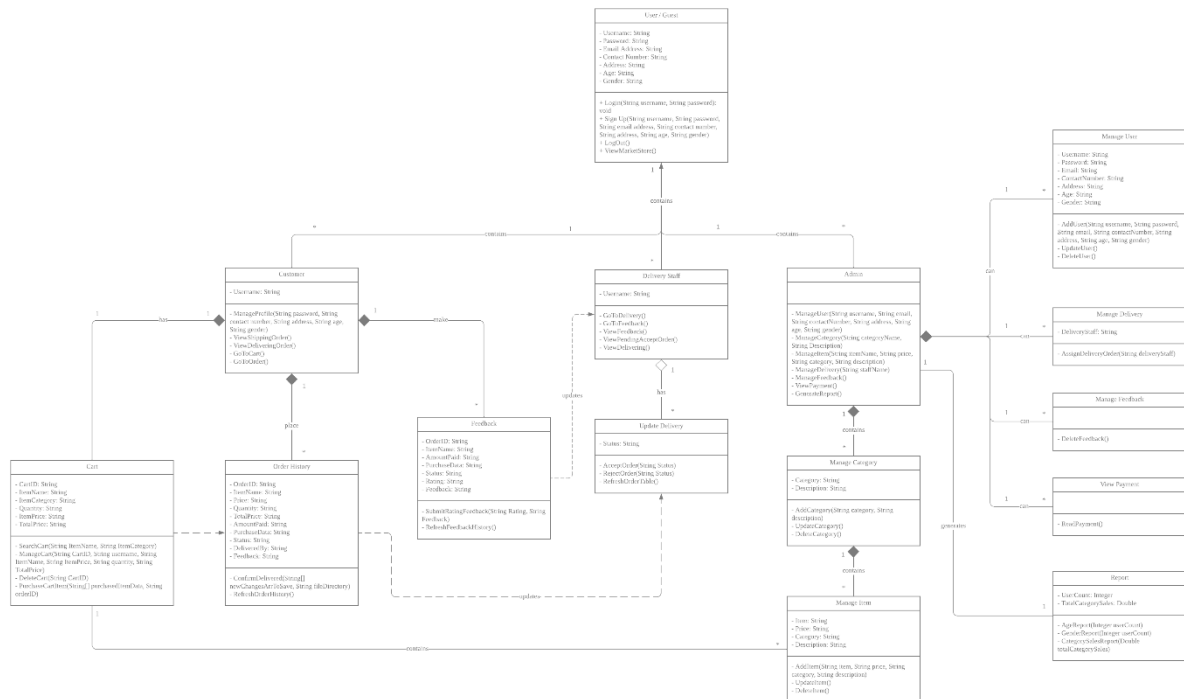 User / Guest
- Username: String
- Password: String
- Email Address: String
- Contact Number: String
- Address: String
- Age: String
- Gender: String
+ Login(String username, String password):
void
+ Sign Up(String username, String password,
String email address, String contact number,
String address, String age, String gender)
+ LogOut()
+ ViewMarketStore()
1
contains
*
contains
1
*
1
contains
*
Customer
- Username: String
- ManageProfile(String password, String
contact number, String address, String age,
String gender)
- ViewShippingOrder()
- ViewDeliveringOrder()
- GoToCart()
- GoToOrder()
1
has
1
1
make
*
1
places
*
Delivery Staff
- Username: String
- GoToDelivery()
- GoToFeedback()
- ViewFeedback()
- ViewPendingAcceptOrder()
- ViewDelivering()
1
has
*
updates
Admin
- ManageUser(String username, String email,
String contactNumber, String address, String
age, String gender)
- ManageCategory(String categoryName,
String Description)
- ManageItem(String itemName, String price,
String category, String description)
- ManageDelivery(String staffName)
- ManageFeedback()
- ViewPayment()
- GenerateReport()
1
contains
*
1
generates
1
Manage User
- Username: String
- Password: String
- Email: String
- ContactNumber: String
- Address: String
- Age: String
- Gender: String
- AddUser(String username, String password,
String email, String contactNumber, String
address, String age, String gender)
- UpdateUser()
- DeleteUser()
1
can
*
Manage Delivery
- DeliveryStaff: String
- AssignDeliveryOrder(String deliveryStaff)
1
can
*
Manage Feedback
- DeleteFeedback()
1
can
*
View Payment
- ReadPayment()
1
can
*
Report
- UserCount: Integer
- TotalCategorySales: Double
- AgeReport(Integer userCount)
- GenderReport(Integer userCount)
- CategorySalesReport(Double
totalCategorySales)
Cart
- CartID: String
- ItemName: String
- ItemCategory: String
- Quantity: String
- ItemPrice: String
- TotalPrice: String
- SearchCart(String ItemName, String ItemCategory)
- ManageCart(String CartID, String username, String
ItemName, String ItemPrice, String quantity, String
TotalPrice)
- DeleteCart(String CartID)
- PurchaseCartItem(String[] purchasedItemData, String
orderID)
1
contains
*
Order History
- OrderID: String
- ItemName: String
- Price: String
- Quantity: String
- TotalPrice: String
- AmountPaid: String
- PurchaseData: String
- Status: String
- DeliveredBy: String
- Feedback: String
- ConfirmDelivered(String[]
newChangesArrToSave, String fileDirectory)
- RefreshOrderHistory()
updates
Feedback
- OrderID: String
- ItemName: String
- AmountPaid: String
- PurchaseData: String
- Status: String
- Rating: String
- Feedback: String
- SubmitRatingFeedback(String Rating, String
Feedback)
- RefreshFeedbackHistory()
Update Delivery
- Status: String
- AcceptOrder(String Status)
- RejectOrder(String Status)
- RefreshOrderTable()
Manage Category
- Category: String
- Description: String
- AddCategory(String category, String
description)
- UpdateCategory()
- DeleteCategory()
1
contains
*
Manage Item
- Item: String
- Price: String
- Category: String
- Description: String
- AddItem(String item, String price, String
category, String description)
- UpdateItem()
- DeleteItem()